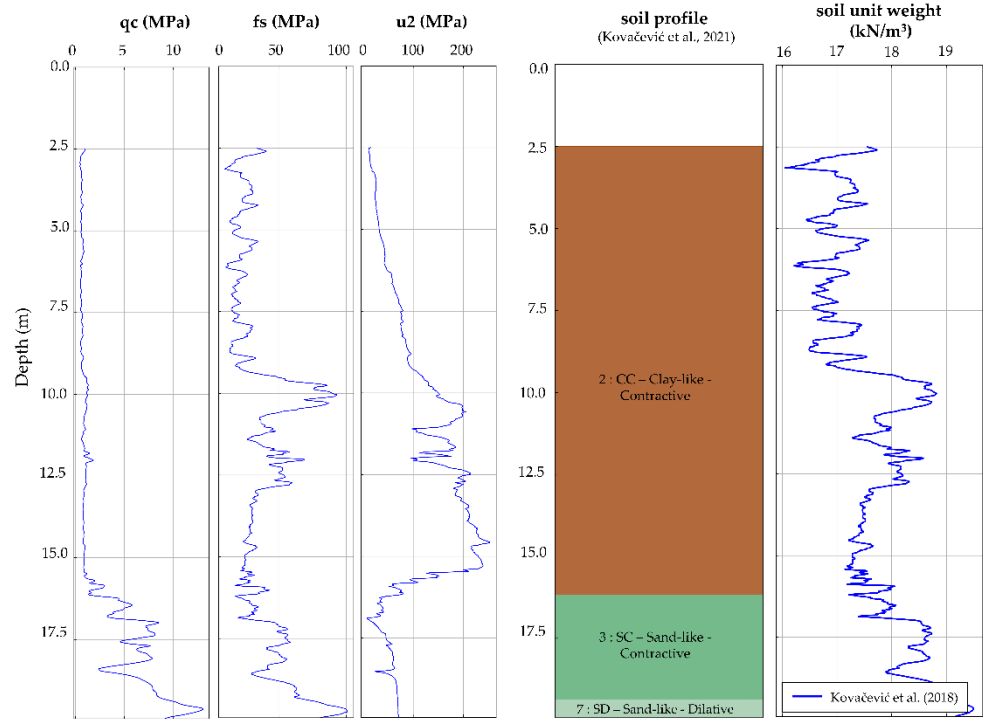 qc (MPa)
fs (MPa)
u2 (MPa)
soil profile
(Kovačević et al., 2021)
soil unit weight
(kN/m³)
0 5 10
0 50 100
0 100 200
16 17 18 19
Depth (m)
0.0
2.5
5.0
7.5
10.0
12.5
15.0
17.5
0.0
2.5
5.0
7.5
10.0
12.5
15.0
17.5
2 : CC – Clay-like -
Contractive
3 : SC – Sand-like -
Contractive
7 : SD – Sand-like - Dilative
Kovačević et al. (2018)